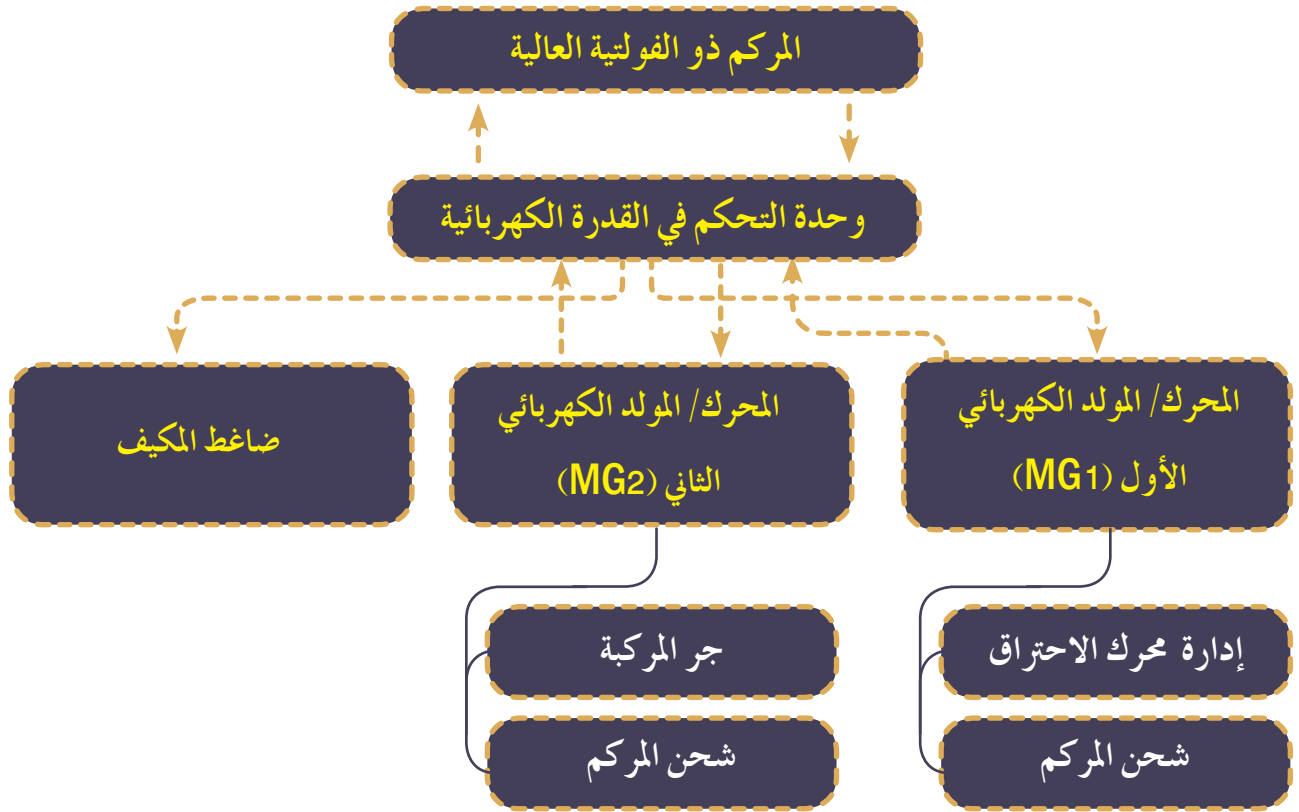 المركم ذو الفولتية العالية
وحدة التحكم في القدرة الكهربائية
المحرك/ المولد الكهربائي
الأول (MG1)
المحرك/ المولد الكهربائي
الثاني (MG2)
ضاغط المكيف
إدارة محرك الاحتراق
شحن المركم
جر المركبة
شحن المركم